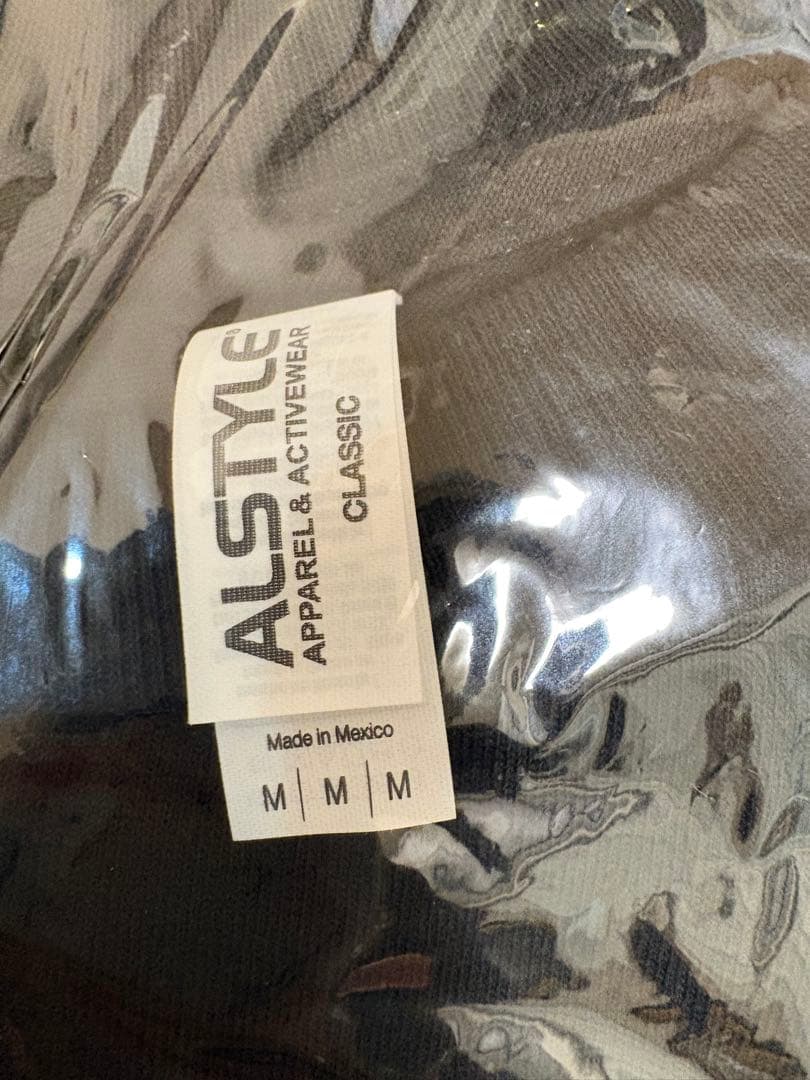 ALSTYLE®
APPAREL & ACTIVEWEAR
CLASSIC
Made in Mexico
M | M | M